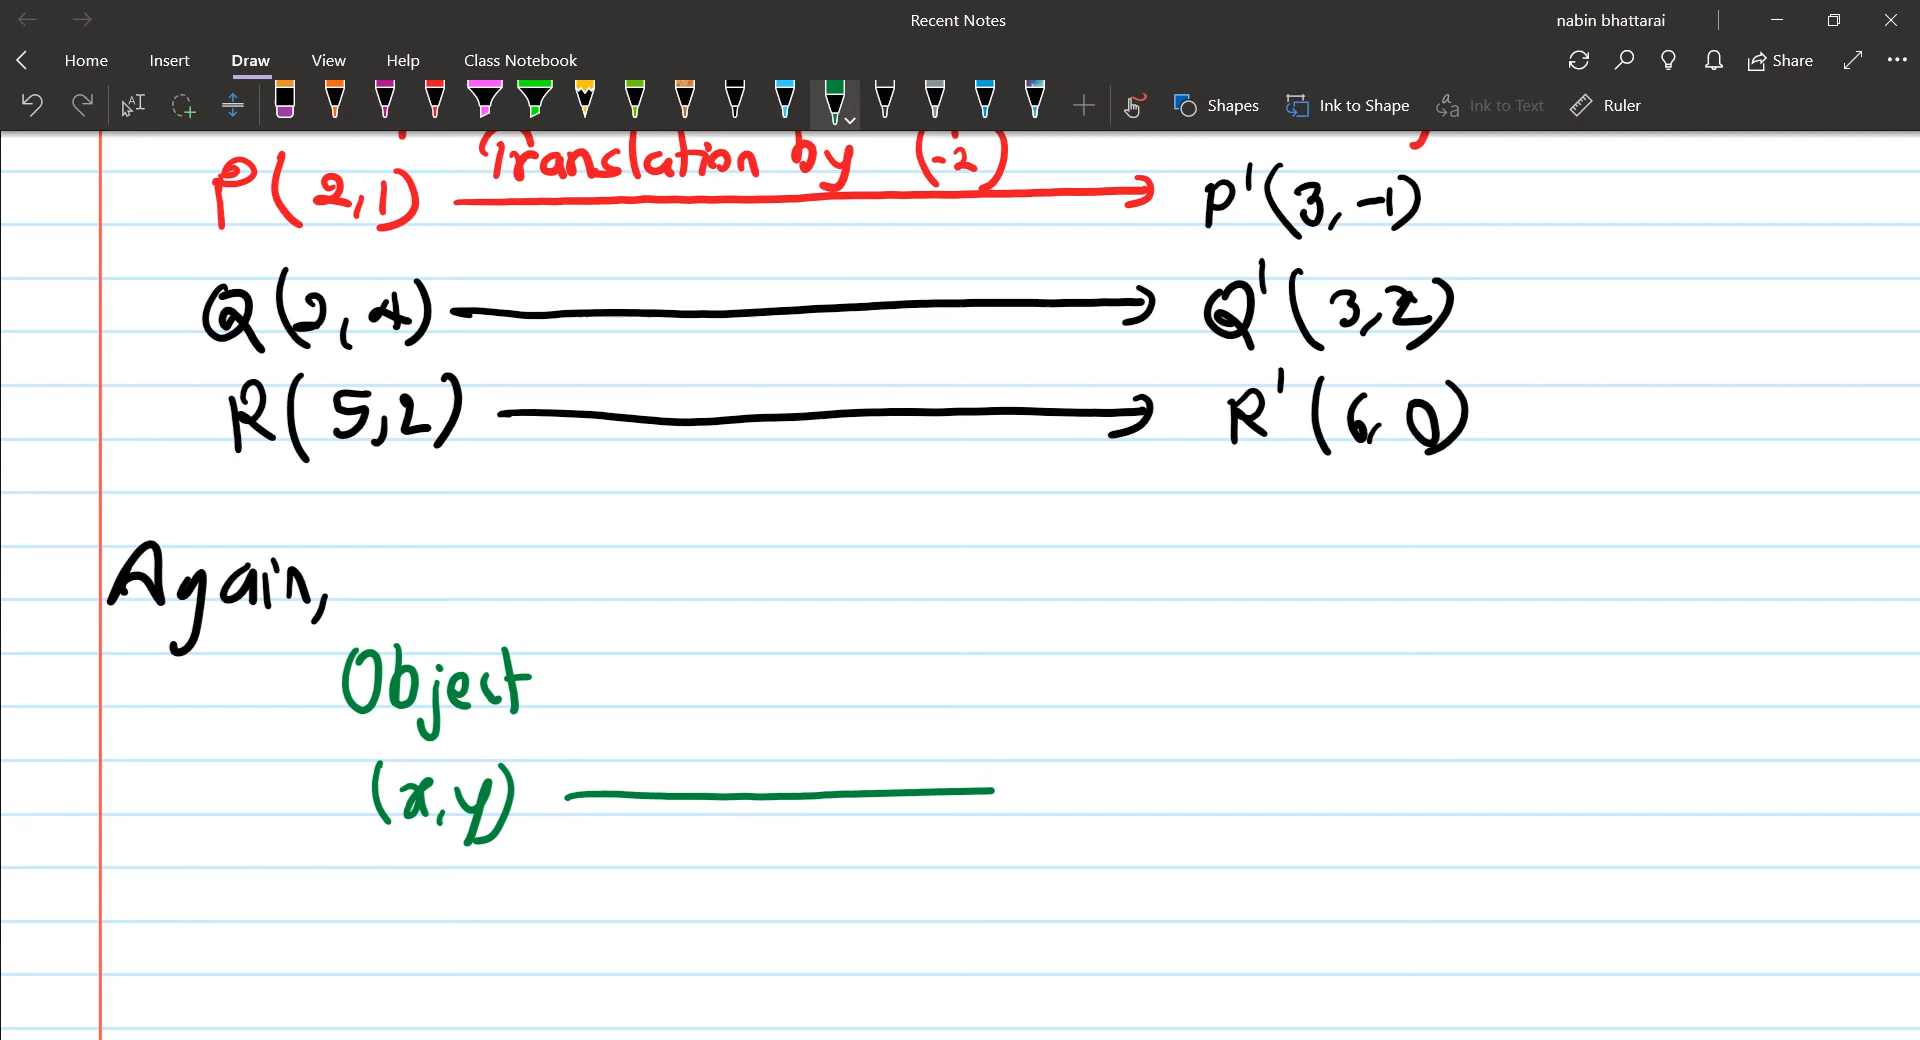 Recent Notes
nabin bhattarai
Home Insert Draw View Help Class Notebook
Share
Shapes Ink to Shape Ink to Text Ruler
Translation by (-2)
P(2,1) P'(3,-1)
Q(2,4) Q'(3,2)
R(5,2) R'(6,0)
Again,
Object
(x,y)